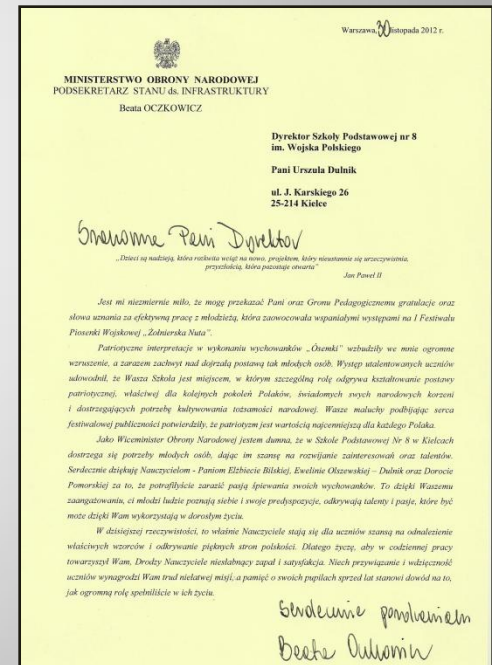 Warszawa, 30 listopada 2012 r.
MINISTERSTWO OBRONY NARODOWEJ
PODSEKRETARZ STANU ds. INFRASTRUKTURY
Beata OCZKOWICZ
Dyrektor Szkoły Podstawowej nr 8
im. Wojska Polskiego
Pani Urszula Dulnik
ul. J. Karskiego 26
25-214 Kielce
Szanowna Pani Dyrektor
„Dzieci są nadzieją, która rozkwita wciąż na nowo, projektem, który nieustannie się urzeczywistnia,
przyszłością, która pozostaje otwarta”
Jan Paweł II
Jest mi niezmiernie miło, że mogę przekazać Pani oraz Gronu Pedagogicznemu gratulacje oraz
słowa uznania za efektywną pracę z młodzieżą, która zaowocowała wspaniałymi występami na I Festiwalu
Piosenki Wojskowej „Żołnierska Nuta”.
Patriotyczne interpretacje w wykonaniu wychowanków „Ósemki” wzbudziły we mnie ogromne
wzruszenie, a zarazem zachwyt nad dojrzałą postawą tak młodych osób. Występ utalentowanych uczniów
udowodnił, że Wasza Szkoła jest miejscem, w którym szczególną rolę odgrywa kształtowanie postawy
patriotycznej, właściwej dla kolejnych pokoleń Polaków, świadomych swych narodowych korzeni
i dostrzegających potrzebę kultywowania tożsamości narodowej. Wasze maluchy podbijając serca
festiwalowej publiczności potwierdziły, że patriotyzm jest wartością najcenniejszą dla każdego Polaka.
Jako Wiceminister Obrony Narodowej jestem dumna, że w Szkole Podstawowej Nr 8 w Kielcach
dostrzega się potrzeby młodych osób, dając im szansę na rozwijanie zainteresowań oraz talentów.
Serdecznie dziękuję Nauczycielom - Paniom Elżbiecie Bilskiej, Ewelinie Olszewskiej – Dulnik oraz Dorocie
Pomorskiej za to, że potrafiłyście zarazić pasją śpiewania swoich wychowanków. To dzięki Waszemu
zaangażowaniu, ci młodzi ludzie poznają siebie i swoje predyspozycje, odkrywają talenty i pasje, które być
może dzięki Wam wykorzystają w dorosłym życiu.
W dzisiejszej rzeczywistości, to właśnie Nauczyciele stają się dla uczniów szansą na odnalezienie
właściwych wzorców i odkrywanie pięknych stron polskości. Dlatego życzę, aby w codziennej pracy
towarzyszył Wam, Drodzy Nauczyciele niesłabnący zapał i satysfakcja. Niech przywiązanie i wdzięczność
uczniów wynagrodzi Wam trud niełatwej misji, a pamięć o swoich pupilach sprzed lat stanowi dowód na to,
jak ogromną rolę spełniliście w ich życiu.
Serdecznie pozdrawiam
Beata Oczkowicz